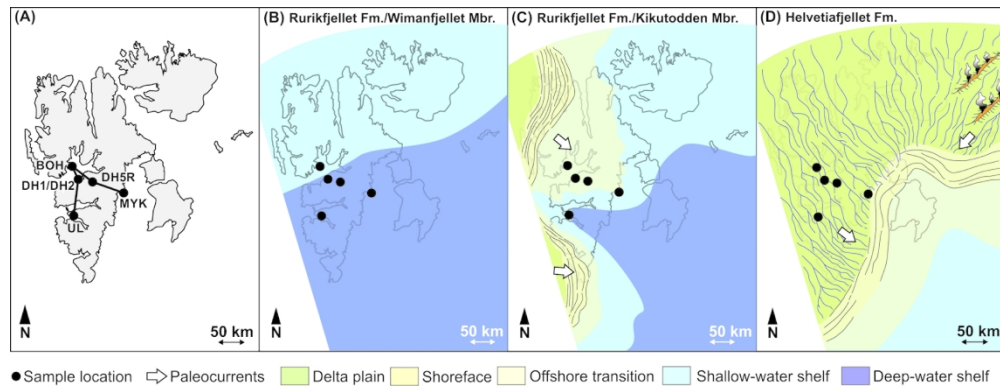 (A)
(B) Rurikfjellet Fm./Wimanfjellet Mbr.
(C) Rurikfjellet Fm./Kikutodden Mbr.
(D) Helvetiafjellet Fm.
BOH
DH5R
DH1/DH2
MYK
UL
N
50 km
N
50 km
N
50 km
N
50 km
Sample location
Paleocurrents
Delta plain
Shoreface
Offshore transition
Shallow-water shelf
Deep-water shelf